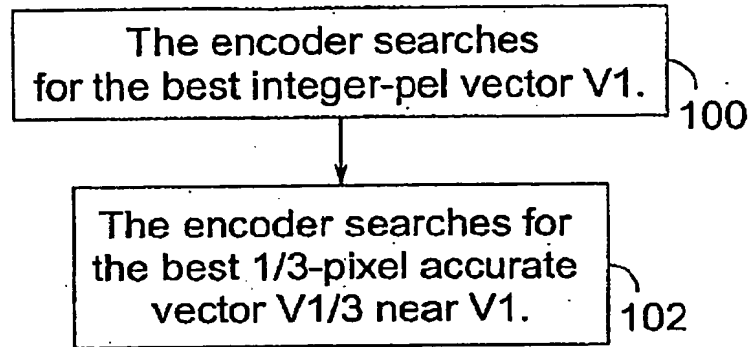 The encoder searches
for the best integer-pel vector V1.
100
The encoder searches for
the best 1/3-pixel accurate
vector V1/3 near V1.
102